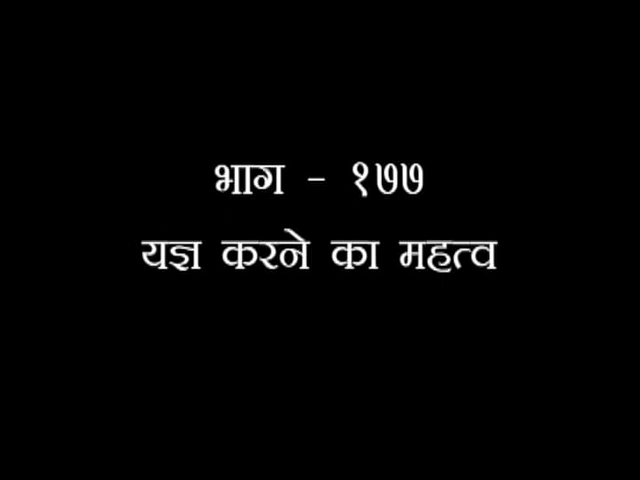 भाग - १७७
यज्ञ करने का महत्व